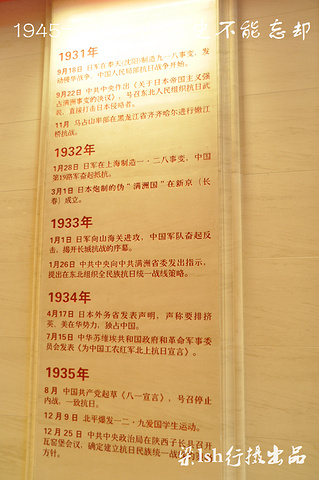 1945
不能忘却
1931年
9月18日 日军在奉天(沈阳)制造九一八事变，发
动侵华战争，中国人民局部抗日战争开始。
9月22日 中共中央作出《关于日本帝国主义强
占满洲事变的决议》，号召东北人民组织抗日武
装，直接打击日本侵略者。
11月 马占山率部在黑龙江省齐齐哈尔进行嫩江
桥抗战。
1932年
1月28日 日军在上海制造一·二八事变，中国
第19路军奋起抵抗。
3月1日 日本炮制的伪“满洲国”在新京（长
春）成立。
1933年
1月1日 日军向山海关进攻，中国军队奋起反
击，揭开长城抗战的序幕。
1月26日 中共中央向中共满洲省委发出指示，
提出在东北组织全民族抗日统一战线策略。
1934年
4月17日 日本外务省发表声明，声称要排挤
英、美在华势力，独占中国。
7月15日 中华苏维埃共和国政府和革命军事委
员会发表《为中国工农红军北上抗日宣言》。
1935年
8月 中国共产党起草《八一宣言》，号召停止
内战，一致抗日。
12月9日 北平爆发一二·九爱国学生运动。
12月25日 中共中央政治局在陕西子长县召开
瓦窑堡会议，确定建立抗日民族统一战线的
方针。
lsh行摄出品